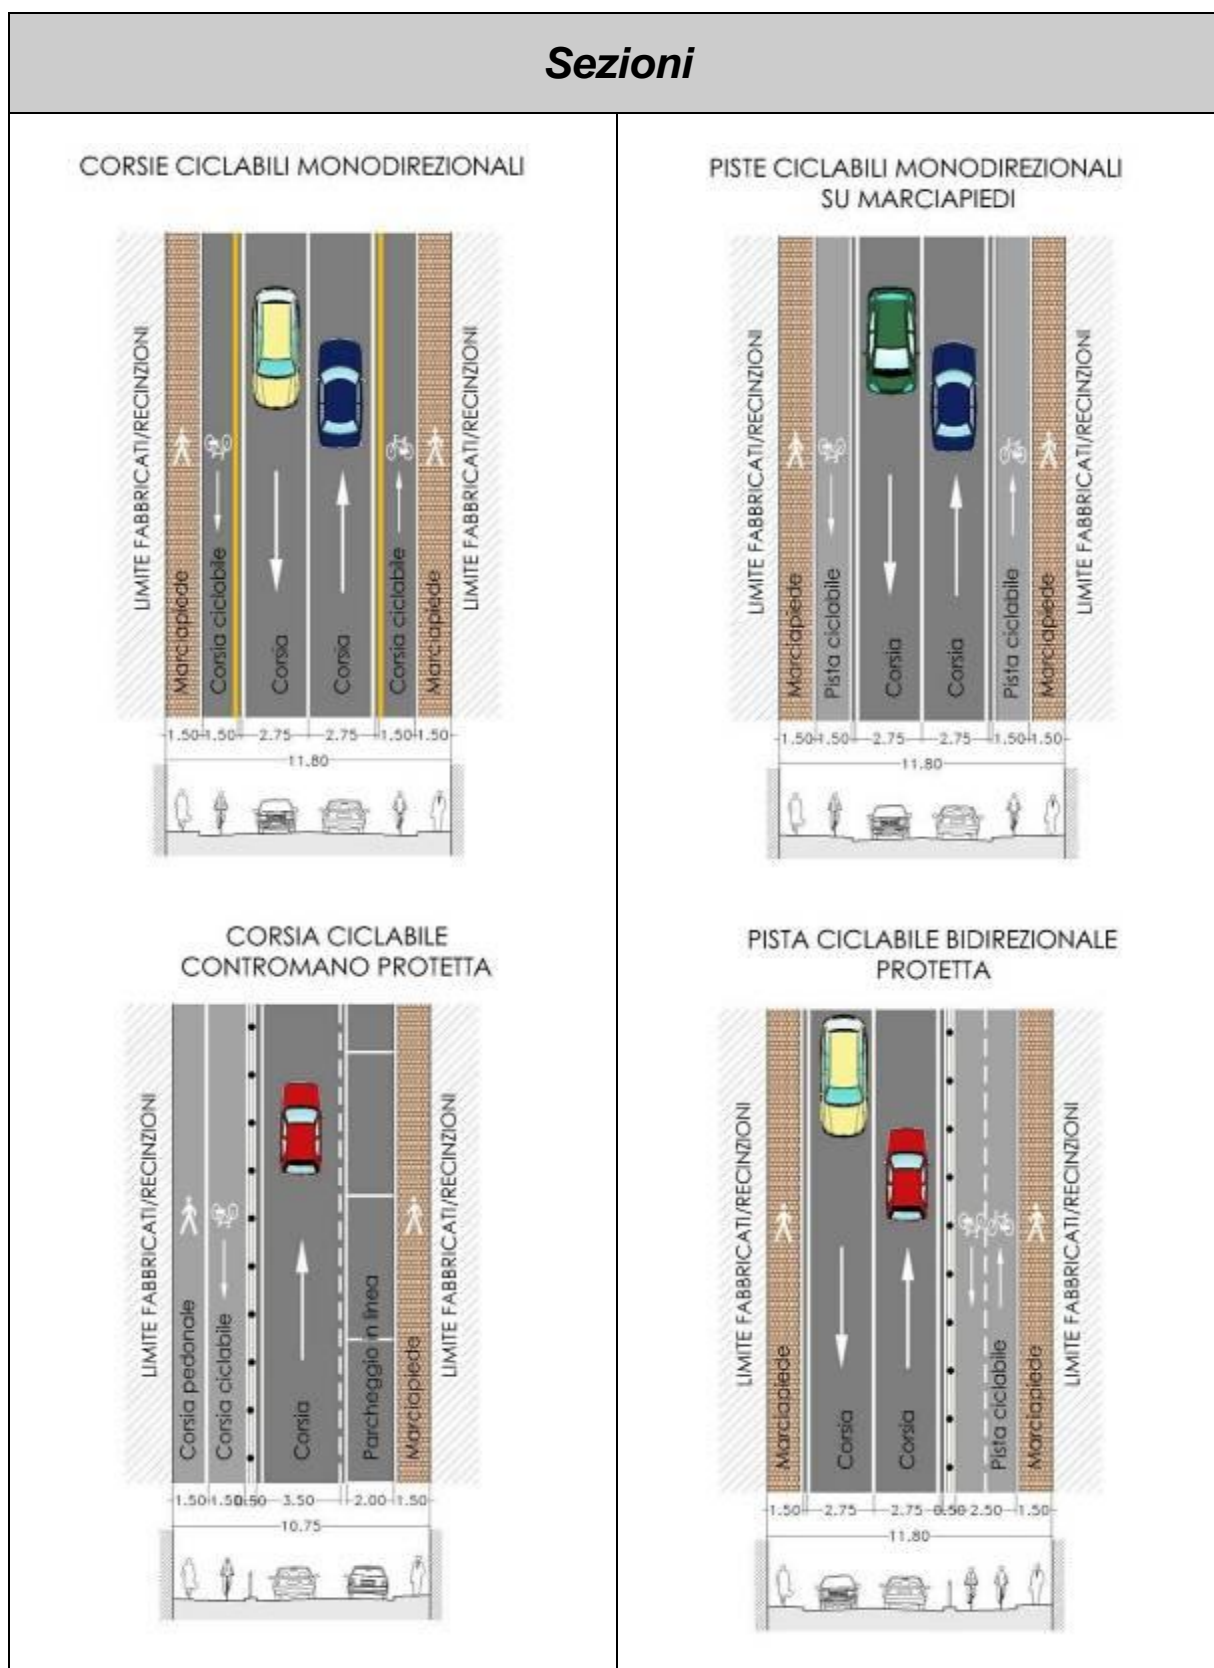 Sezioni
CORSIE CICLABILI MONODIREZIONALI
LIMITE FABBRICATI/RECINZIONI
Marciapiede
Corsia ciclabile
Corsia
Corsia
Corsia ciclabile
Marciapiede
LIMITE FABBRICATI/RECINZIONI
1.50 1.50 2.75 2.75 1.50 1.50
11.80
PISTE CICLABILI MONODIREZIONALI
SU MARCIAPIEDI
LIMITE FABBRICATI/RECINZIONI
Marciapiede
Pista ciclabile
Corsia
Corsia
Pista ciclabile
Marciapiede
LIMITE FABBRICATI/RECINZIONI
1.50 1.50 2.75 2.75 1.50 1.50
11.80
CORSIA CICLABILE
CONTROMANO PROTETTA
LIMITE FABBRICATI/RECINZIONI
Corsia pedonale
Corsia ciclabile
Corsia
Parcheggio in linea
Marciapiede
LIMITE FABBRICATI/RECINZIONI
1.50 1.50 0.50 3.50 2.00 1.50
10.75
PISTA CICLABILE BIDIREZIONALE
PROTETTA
LIMITE FABBRICATI/RECINZIONI
Marciapiede
Corsia
Corsia
Pista ciclabile
Marciapiede
LIMITE FABBRICATI/RECINZIONI
1.50 2.75 2.75 0.50 2.50 1.50
11.80